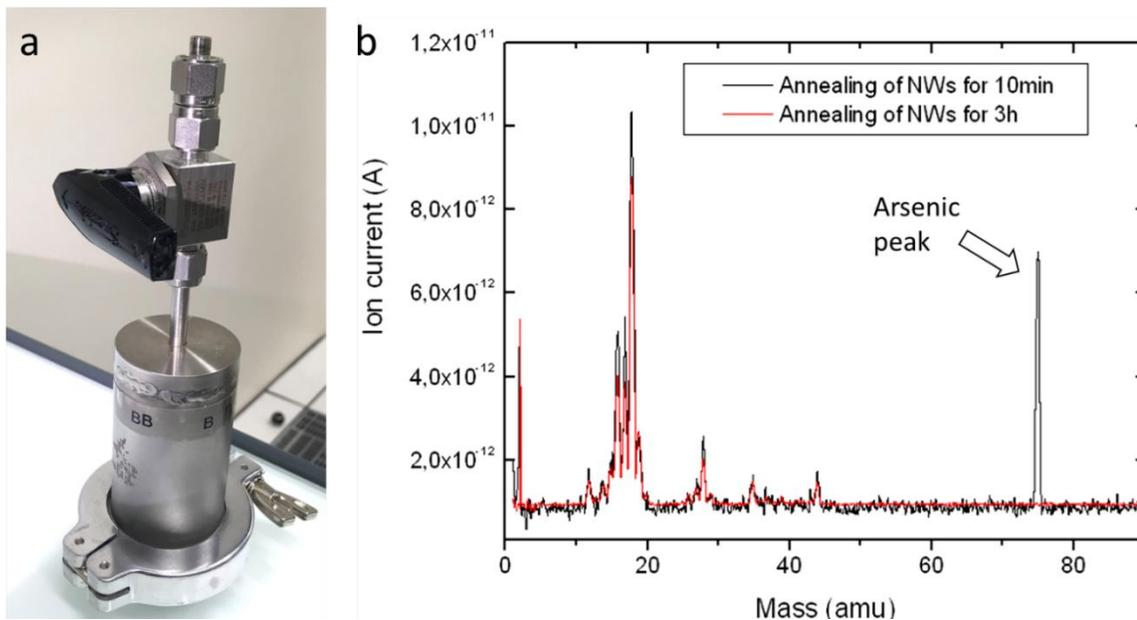 a
BB B
b
1,2x10⁻¹¹
1,0x10⁻¹¹
8,0x10⁻¹²
6,0x10⁻¹²
4,0x10⁻¹²
2,0x10⁻¹²
Ion current (A)
Annealing of NWs for 10min
Annealing of NWs for 3h
Arsenic
peak
0 20 40 60 80
Mass (amu)